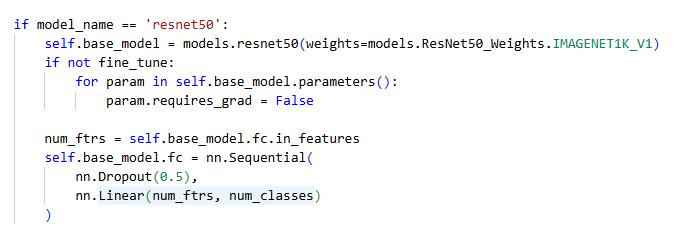 if model_name == 'resnet50':
    self.base_model = models.resnet50(weights=models.ResNet50_Weights.IMAGENET1K_V1)
    if not fine_tune:
        for param in self.base_model.parameters():
            param.requires_grad = False

    num_ftrs = self.base_model.fc.in_features
    self.base_model.fc = nn.Sequential(
        nn.Dropout(0.5),
        nn.Linear(num_ftrs, num_classes)
    )